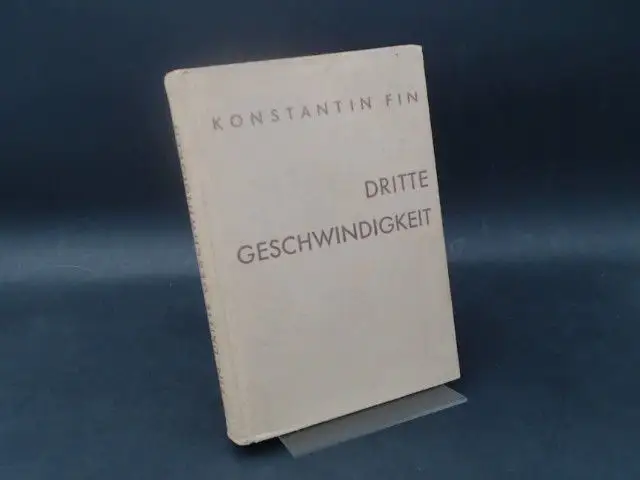 KONSTANTIN FIN
DRITTE
GESCHWINDIGKEIT